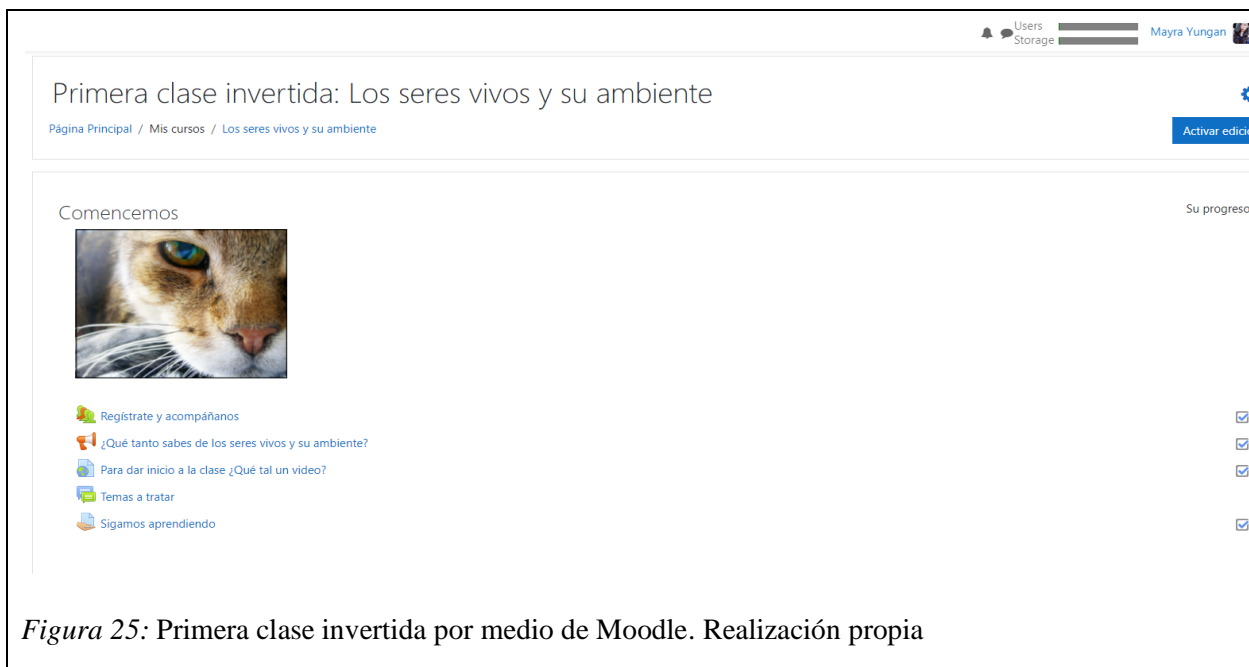 Users
Storage
Mayra Yungan
Primera clase invertida: Los seres vivos y su ambiente
Página Principal / Mis cursos / Los seres vivos y su ambiente
Activar edició
Comencemos
Su progreso
Regístrate y acompáñanos
¿Qué tanto sabes de los seres vivos y su ambiente?
Para dar inicio a la clase ¿Qué tal un video?
Temas a tratar
Sigamos aprendiendo
Figura 25: Primera clase invertida por medio de Moodle. Realización propia